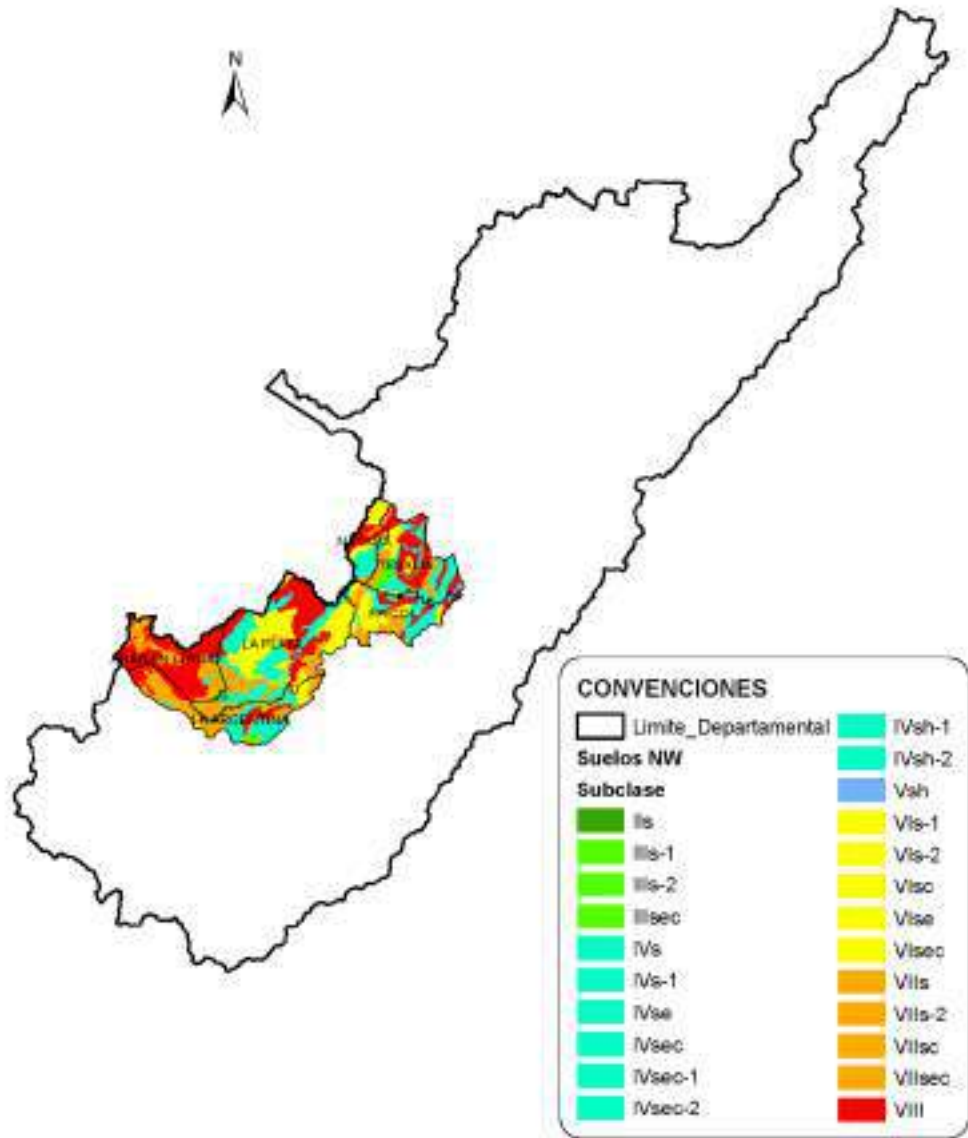 N
LA PLATA
LA ARGENTINA
CONVENCIONES
Limite_Departamental
Suelos NW
Subclase
IIs
IIIs-1
IIIs-2
IIIsec
IVs
IVs-1
IVse
IVsec
IVsec-1
IVsec-2
IVsh-1
IVsh-2
Vsh
VIs-1
VIs-2
VIsc
VIse
VIsec
VIIs
VIIs-2
VIIsc
VIIsec
VIII